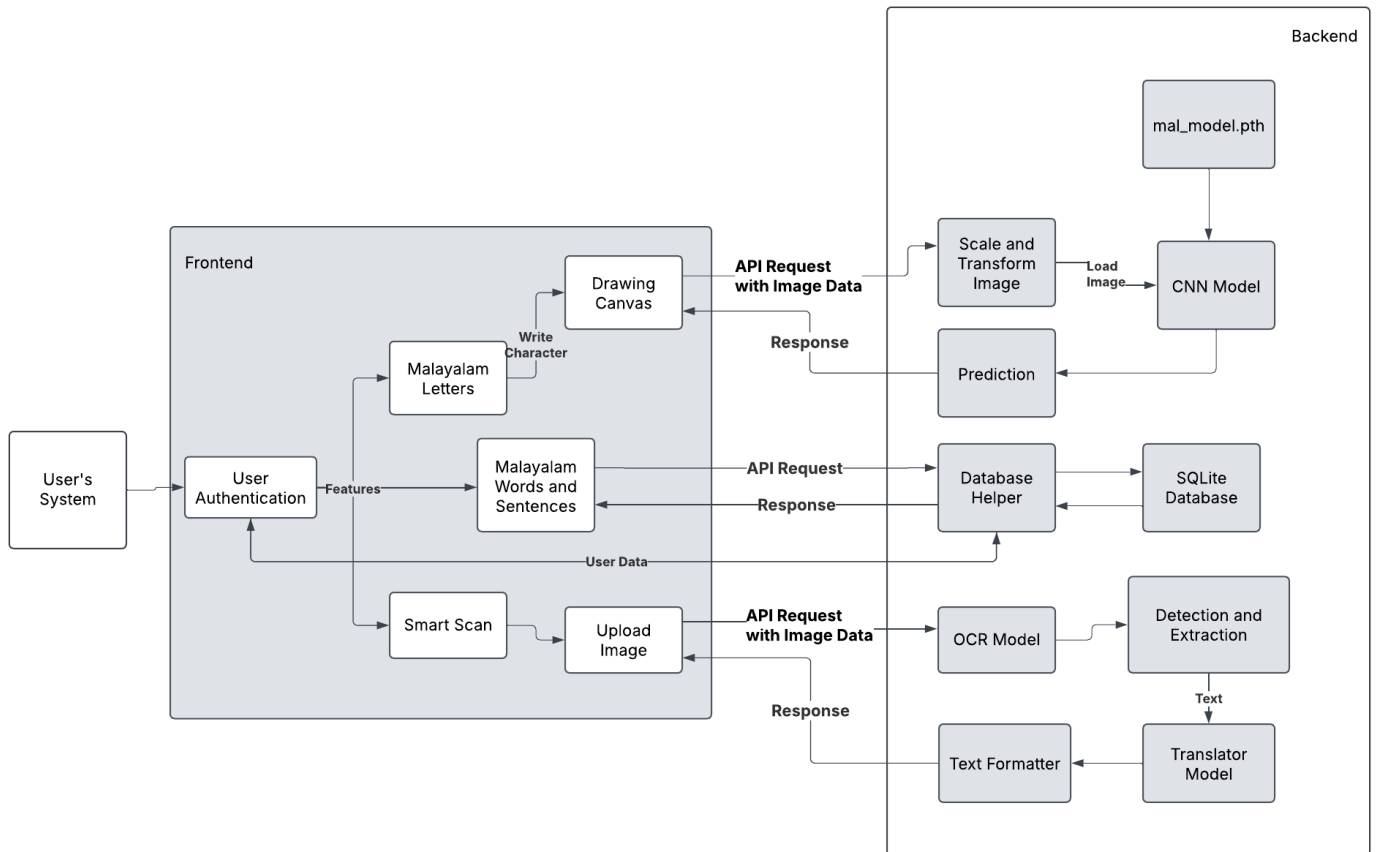 Backend
mal_model.pth
Scale and
Transform
Image
Load
Image
CNN Model
Frontend
Drawing
Canvas
API Request
with Image Data
Response
Prediction
Write
Character
Malayalam
Letters
User's
System
User
Authentication
Features
Malayalam
Words and
Sentences
API Request
Response
Database
Helper
SQLite
Database
User Data
Smart Scan
Upload
Image
API Request
with Image Data
OCR Model
Detection and
Extraction
Text
Response
Text Formatter
Translator
Model